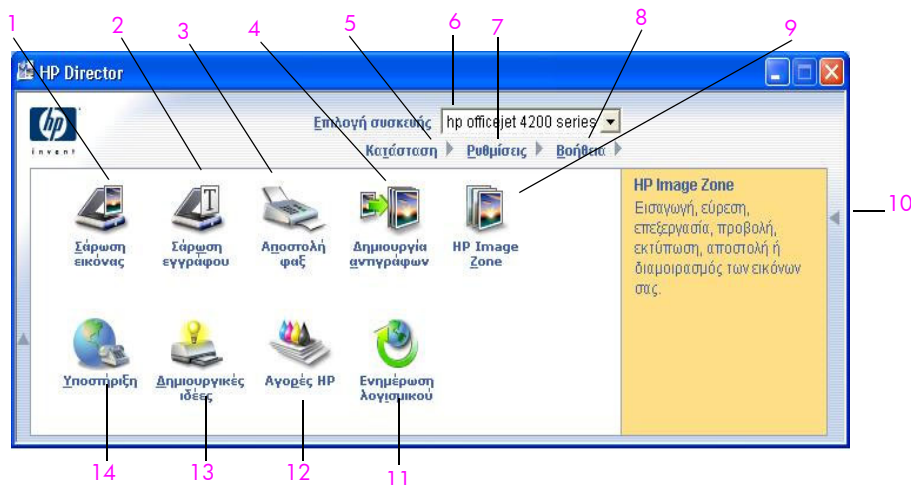 1 2 3 4 5 6 7 8 9
HP Director
hp
invent
Επιλογή συσκευής hp officejet 4200 series
Κατάσταση Ρυθμίσεις Βοήθεια
Σάρωση
εικόνας
Σάρωση
εγγράφου
Αποστολή
φαξ
Δημιουργία
αντιγράφων
HP Image
Zone
HP Image Zone
Εισαγωγή, εύρεση,
επεξεργασία, προβολή,
εκτύπωση, αποστολή ή
διαμοιρασμός των εικόνων
σας.
10
Υποστήριξη
Δημιουργικές
ιδέες
Αγορές HP
Ενημέρωση
λογισμικού
14 13 12 11